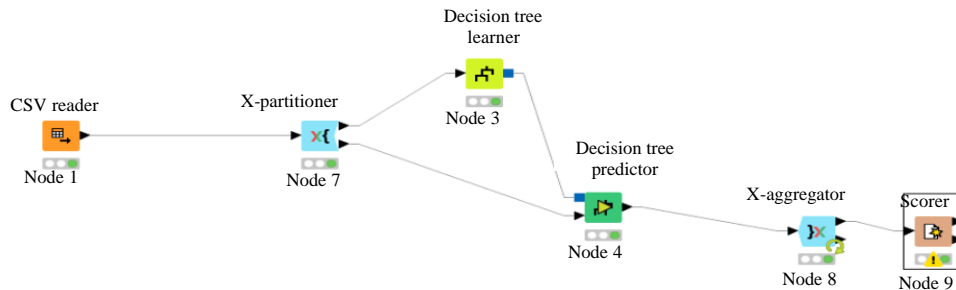 Decision tree
learner
CSV reader
X-partitioner
Node 3
Node 1
Node 7
Decision tree
predictor
X-aggregator
Scorer
Node 4
Node 8
Node 9